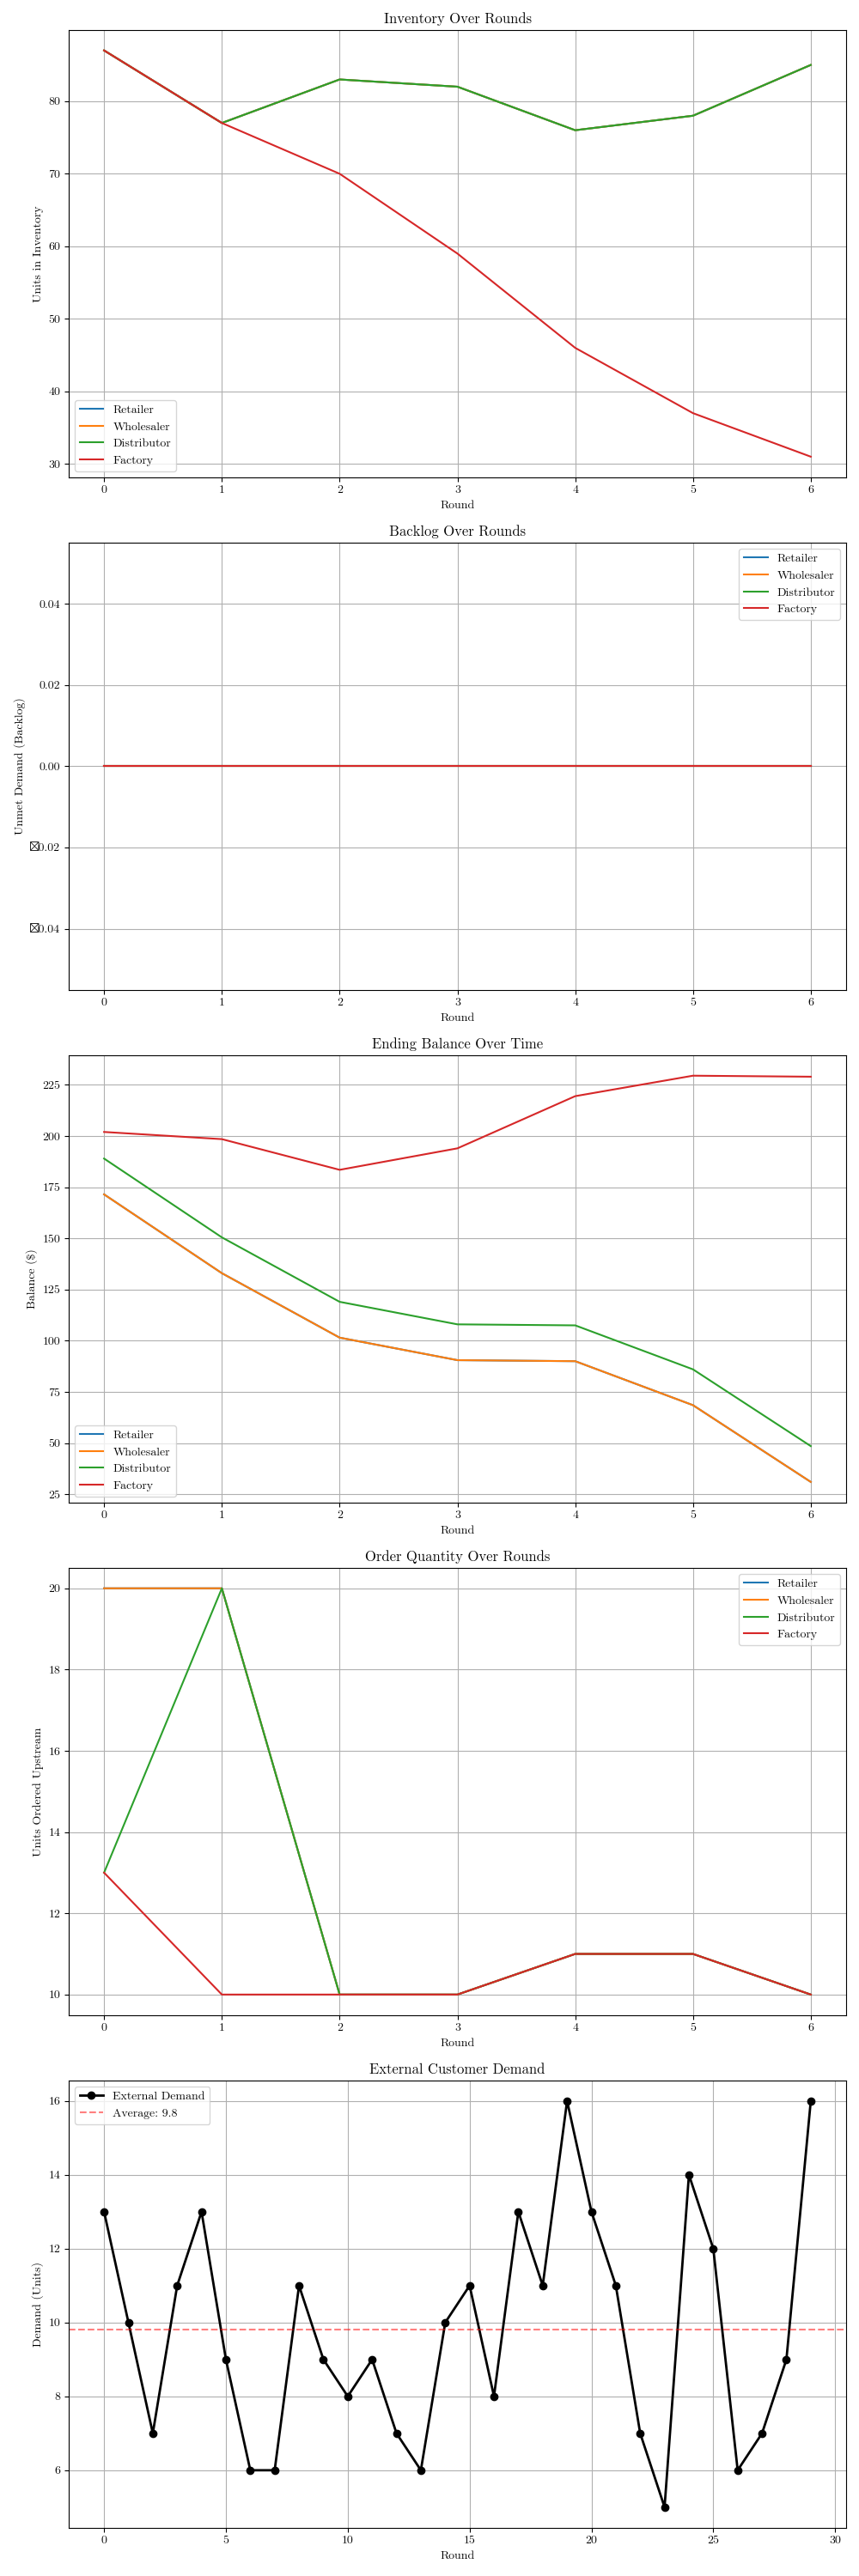 Inventory Over Rounds
Units in Inventory
80
70
60
50
40
30
Retailer
Wholesaler
Distributor
Factory
0 1 2 3 4 5 6
Round
Backlog Over Rounds
Unmet Demand (Backlog)
0.04
0.02
0.00
0.02
0.04
Retailer
Wholesaler
Distributor
Factory
0 1 2 3 4 5 6
Round
Ending Balance Over Time
Balance ($)
225
200
175
150
125
100
75
50
25
Retailer
Wholesaler
Distributor
Factory
0 1 2 3 4 5 6
Round
Order Quantity Over Rounds
Units Ordered Upstream
20
18
16
14
12
10
Retailer
Wholesaler
Distributor
Factory
0 1 2 3 4 5 6
Round
External Customer Demand
Demand (Units)
16
14
12
10
8
6
External Demand
Average: 9.8
0 5 10 15 20 25 30
Round